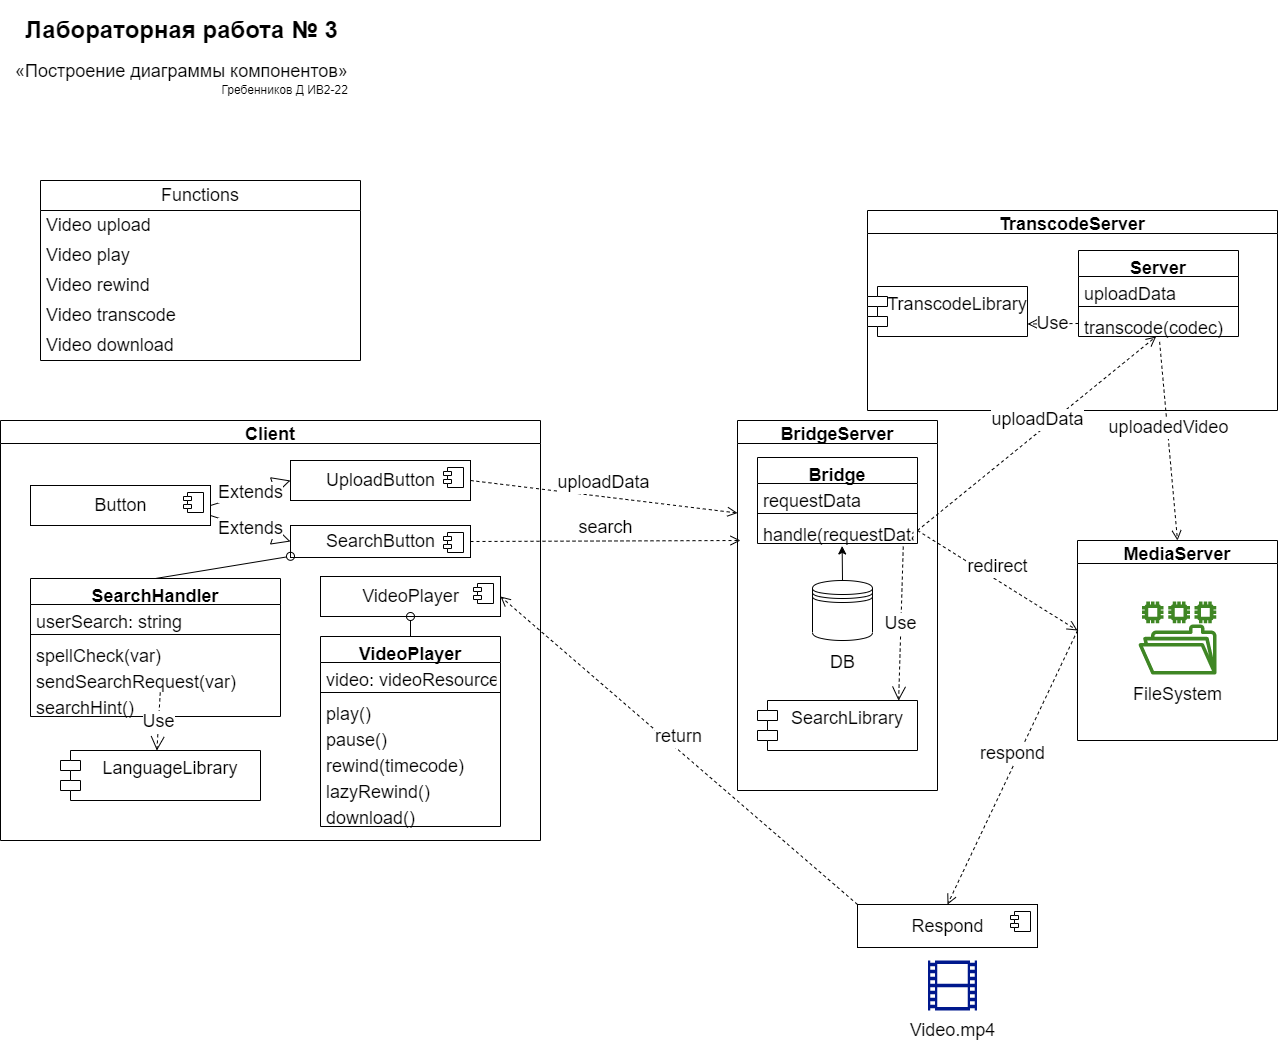 Лабораторная работа № 3
«Построение диаграммы компонентов»
Гребенников Д ИВ2-22
Functions
Video upload
Video play
Video rewind
Video transcode
Video download
TranscodeServer
Server
uploadData
transcode(codec)
TranscodeLibrary
Use
uploadData
uploadedVideo
Client
Button
Extends
Extends
UploadButton
SearchButton
uploadData
search
SearchHandler
userSearch: string
spellCheck(var)
sendSearchRequest(var)
searchHint()
Use
LanguageLibrary
VideoPlayer
VideoPlayer
video: videoResource
play()
pause()
rewind(timecode)
lazyRewind()
download()
BridgeServer
Bridge
requestData
handle(requestData
DB
Use
SearchLibrary
redirect
MediaServer
FileSystem
return
respond
Respond
Video.mp4